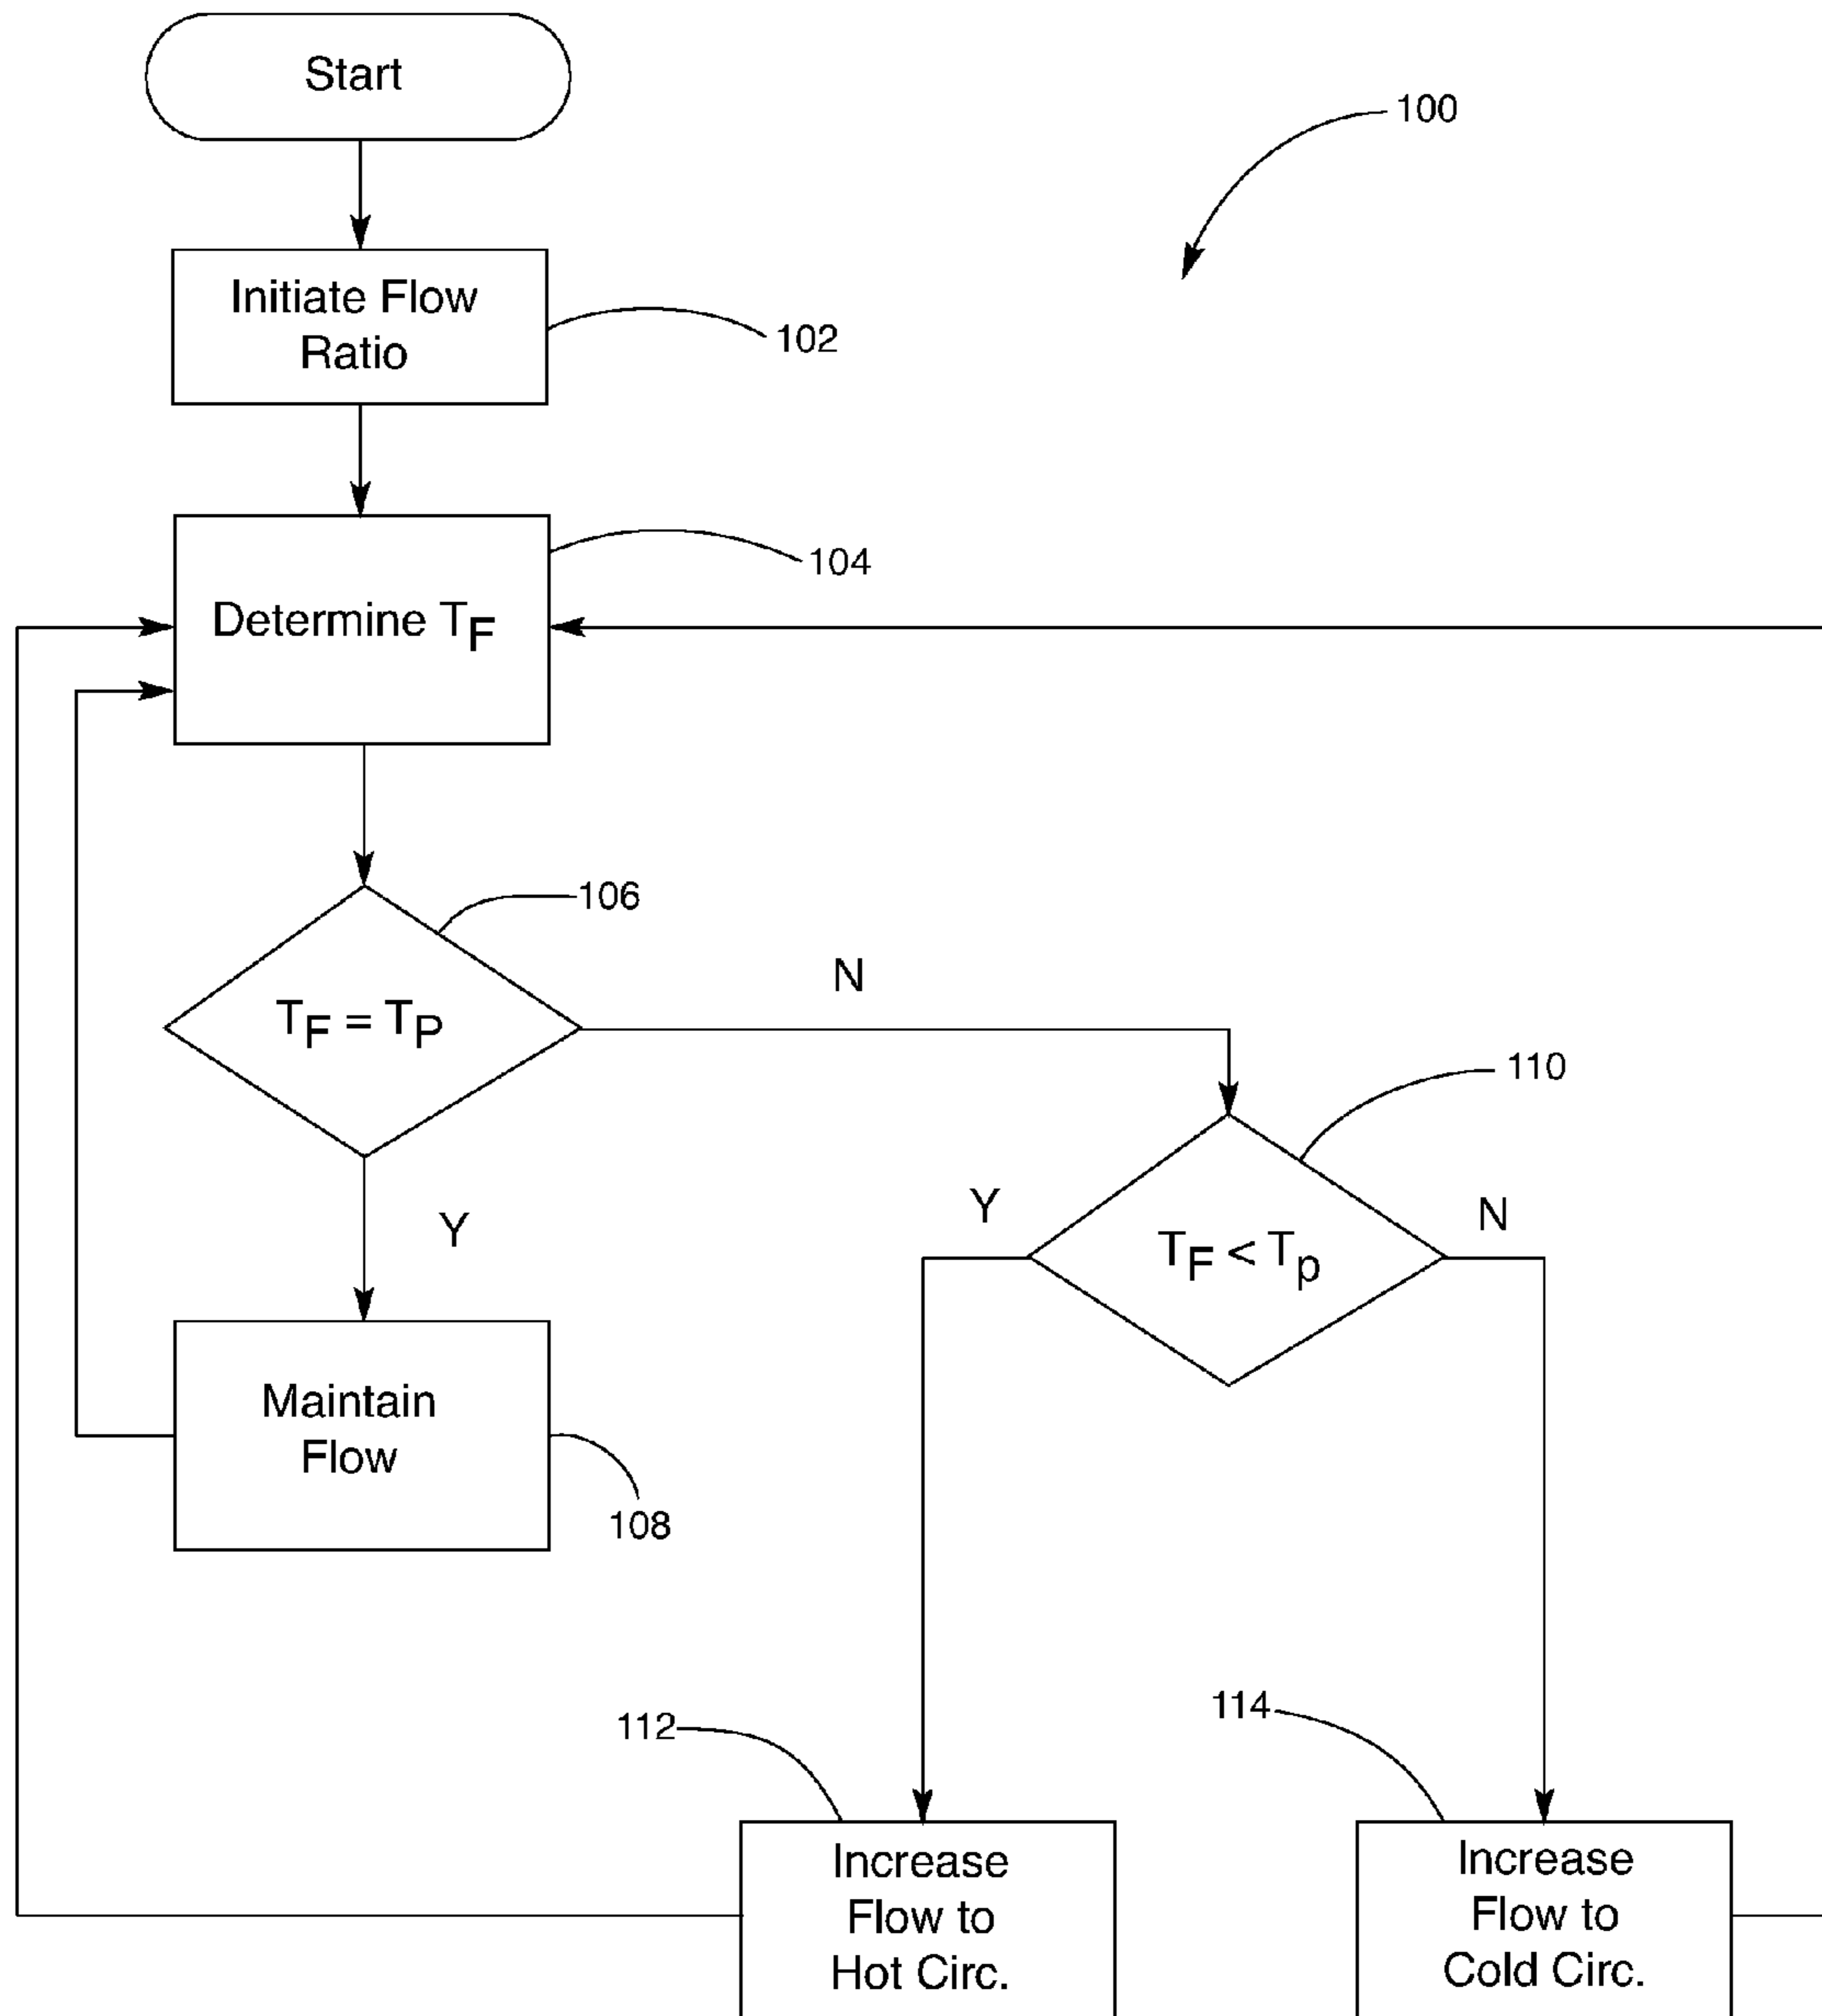 Start
100
Initiate Flow
Ratio
102
104
Determine TF
106
N
TF = TP
110
Y
N
Y
TF < Tp
Maintain
Flow
108
112
114
Increase
Flow to
Hot Circ.
Increase
Flow to
Cold Circ.